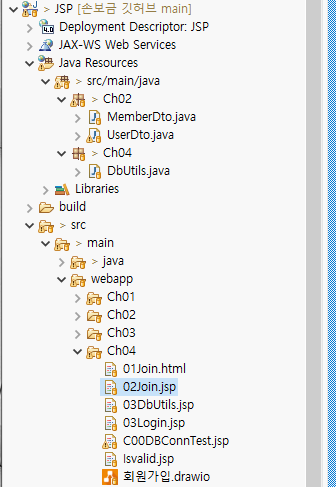 > JSP [손보금 깃허브 main]
Deployment Descriptor: JSP
JAX-WS Web Services
Java Resources
> src/main/java
> Ch02
> MemberDto.java
> UserDto.java
> Ch04
> DbUtils.java
Libraries
build
> src
> main
> java
> webapp
Ch01
Ch02
Ch03
Ch04
01Join.html
02Join.jsp
03DbUtils.jsp
03Login.jsp
C00DBConnTest.jsp
Isvalid.jsp
회원가입.drawio